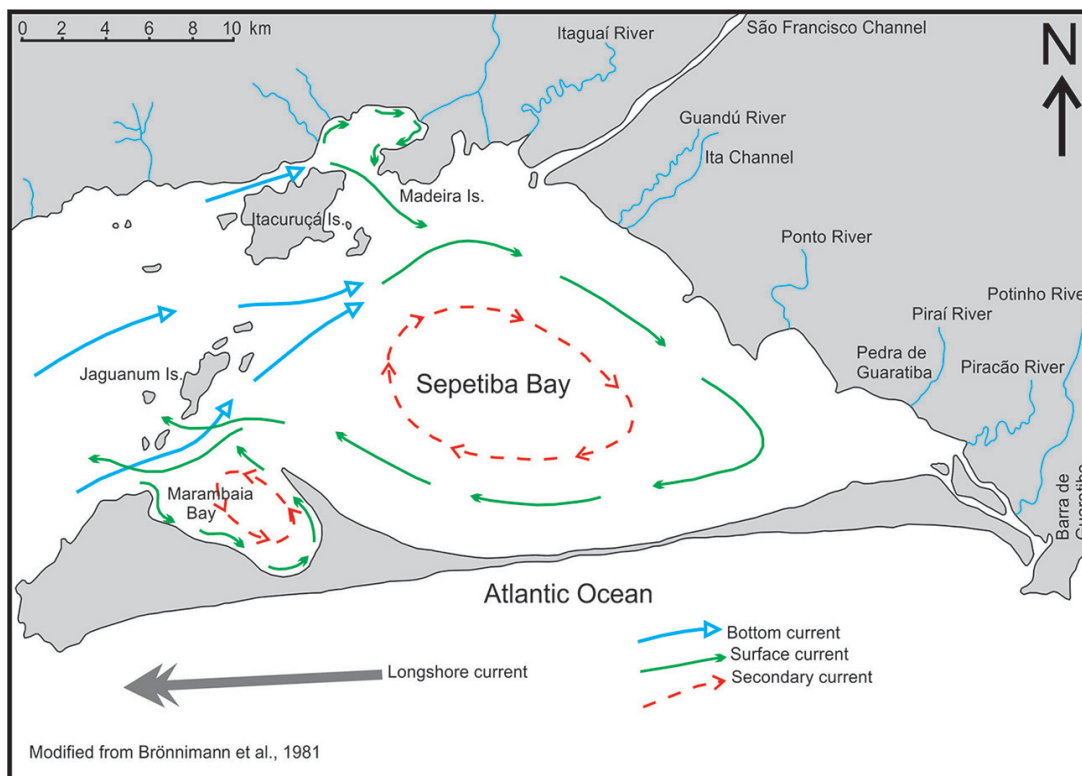 0 2 4 6 8 10 km
Itaguaí River
São Francisco Channel
N
Guandú River
Ita Channel
Madeira Is.
Itacuruçá Is.
Ponto River
Potinho River
Piraí River
Pedra de
Guaratiba
Piracão River
Jaguanum Is.
Sepetiba Bay
Marambaia
Bay
Barra de
Atlantic Ocean
Bottom current
Surface current
Secondary current
Longshore current
Modified from Brönnimann et al., 1981